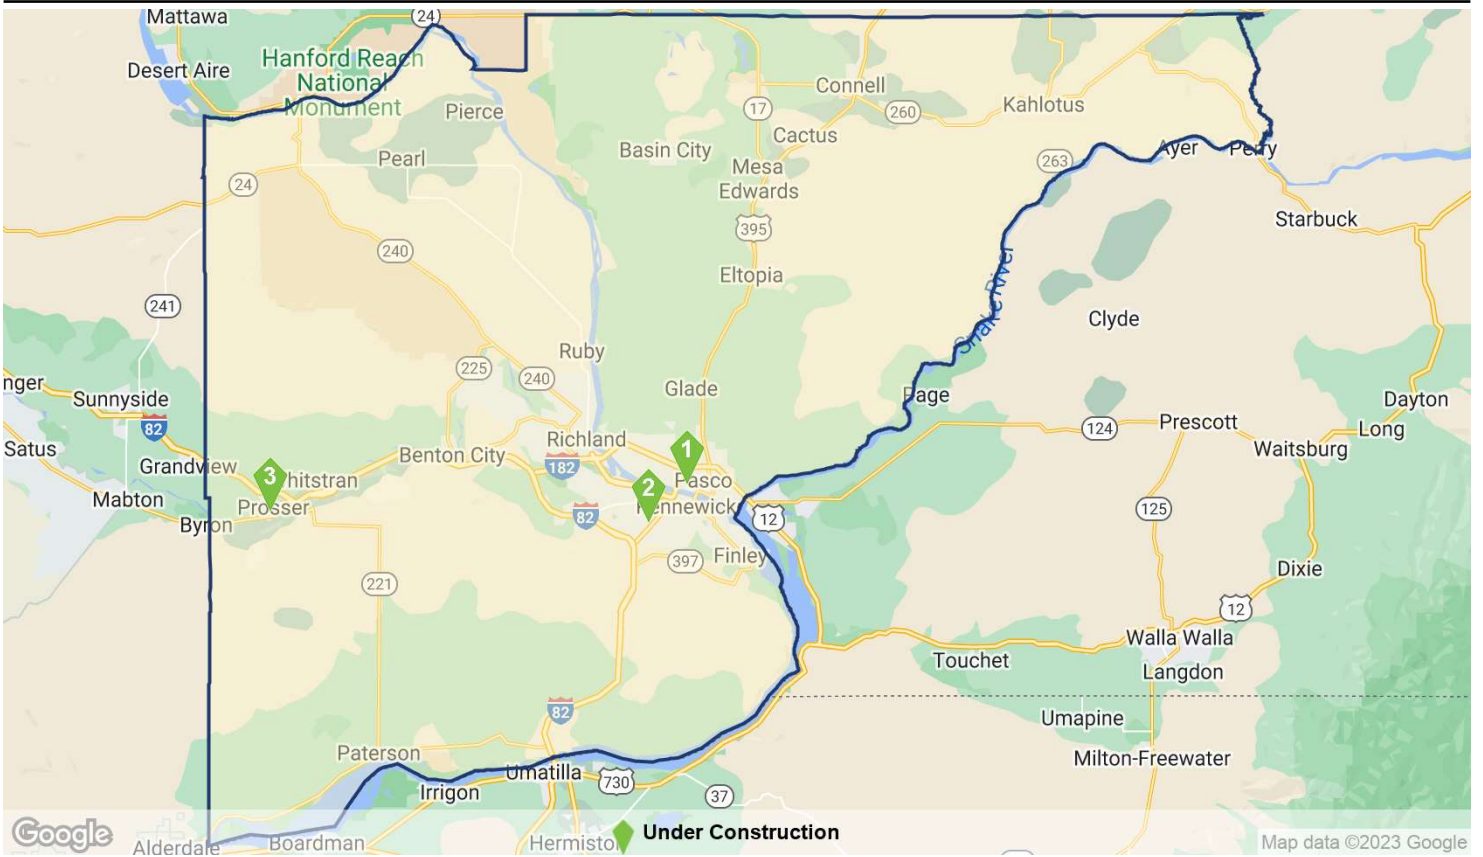 Mattawa
24
Desert Aire
Hanford Reach
National
Monument
Pierce
Connell
17
260
Kahlotus
Cactus
Basin City
Pearl
Mesa
Edwards
263
Ayer
Perry
24
Starbuck
395
240
Eltopia
Snake River
241
Clyde
Ruby
225
240
Glade
nger
Sunnyside
82
Page
Dayton
124
Prescott
Long
Satus
Richland
Waitsburg
Benton City
182
1
Grandview
3
hitstran
Pasco
2
Mabton
Prosser
Kennewick
125
Byron
82
12
Finley
397
Dixie
221
12
Walla Walla
Touchet
Langdon
82
Umapine
Paterson
Milton-Freewater
Umatilla
730
Irrigon
37
Google
Under Construction
Alderdale
Boardman
Hermiston
Map data ©2023 Google